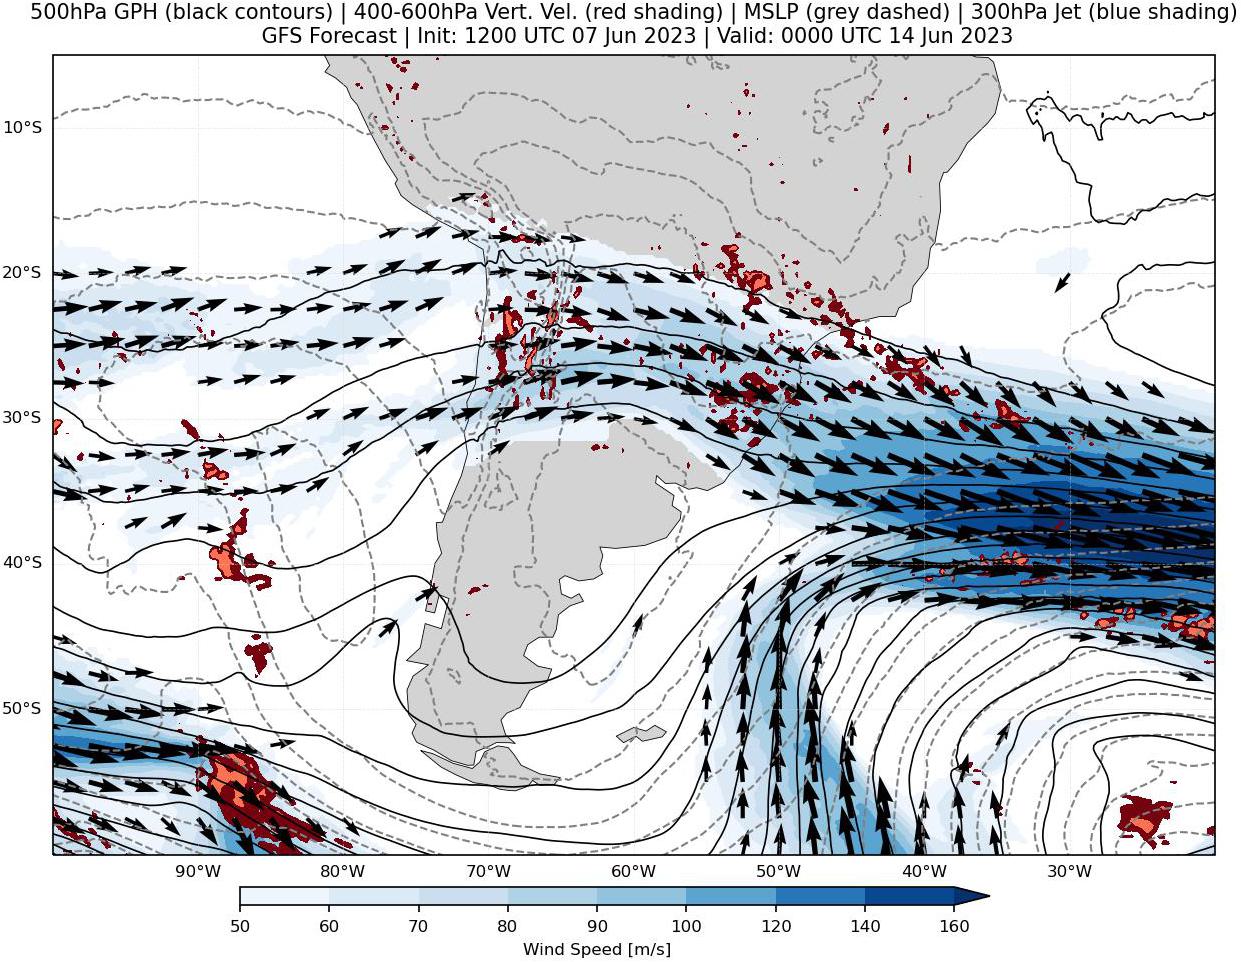 500hPa GPH (black contours) | 400-600hPa Vert. Vel. (red shading) | MSLP (grey dashed) | 300hPa Jet (blue shading)
GFS Forecast | Init: 1200 UTC 07 Jun 2023 | Valid: 0000 UTC 14 Jun 2023
10°S
20°S
30°S
40°S
50°S
90°W 80°W 70°W 60°W 50°W 40°W 30°W
50 60 70 80 90 100 120 140 160
Wind Speed [m/s]